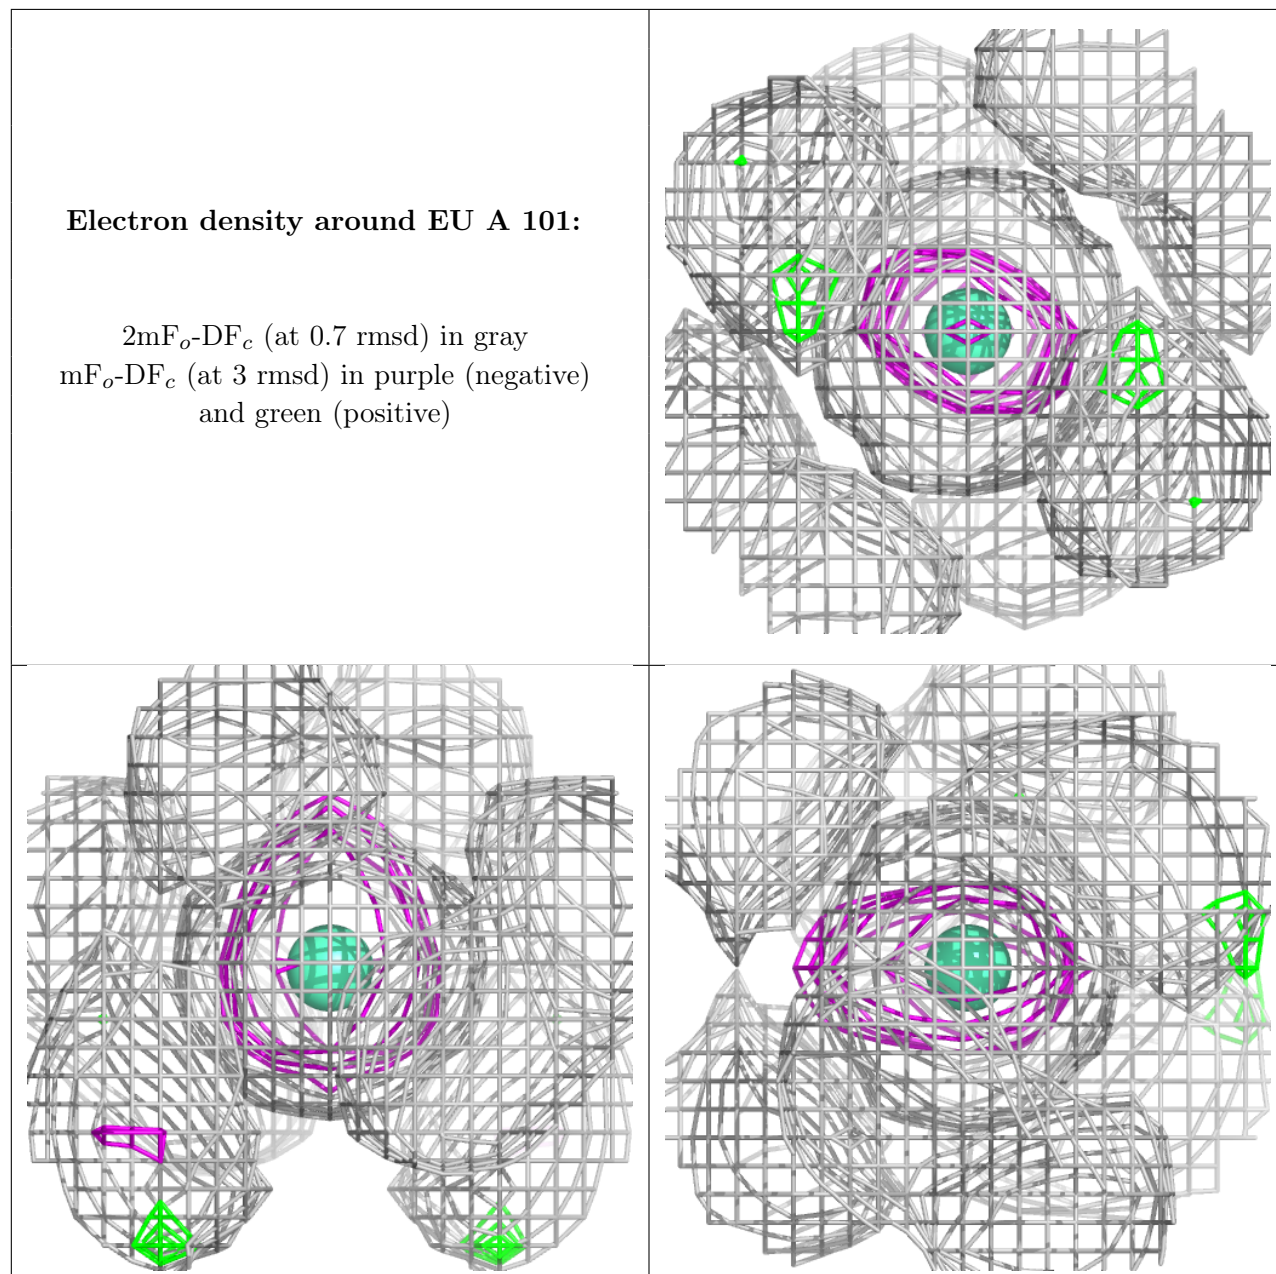 Electron density around EU A 101:
2mFₒ-DF𝑐 (at 0.7 rmsd) in gray
mFₒ-DF𝑐 (at 3 rmsd) in purple (negative)
and green (positive)